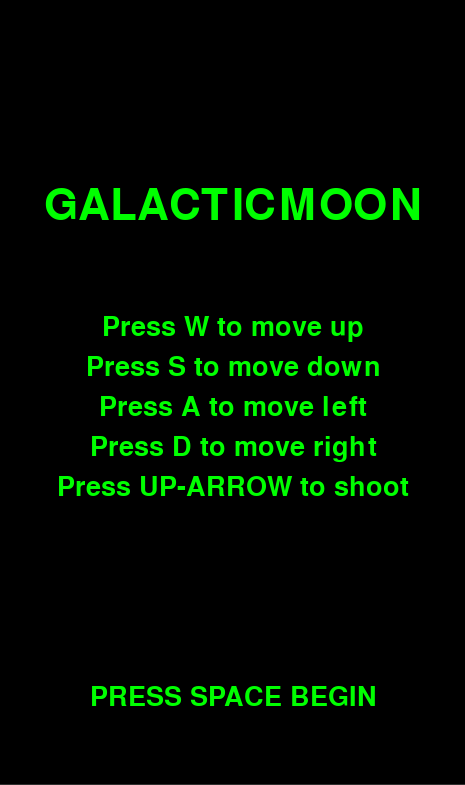 GALACTICMOON
Press W to move up
Press S to move down
Press A to move left
Press D to move right
Press UP-ARROW to shoot
PRESS SPACE BEGIN